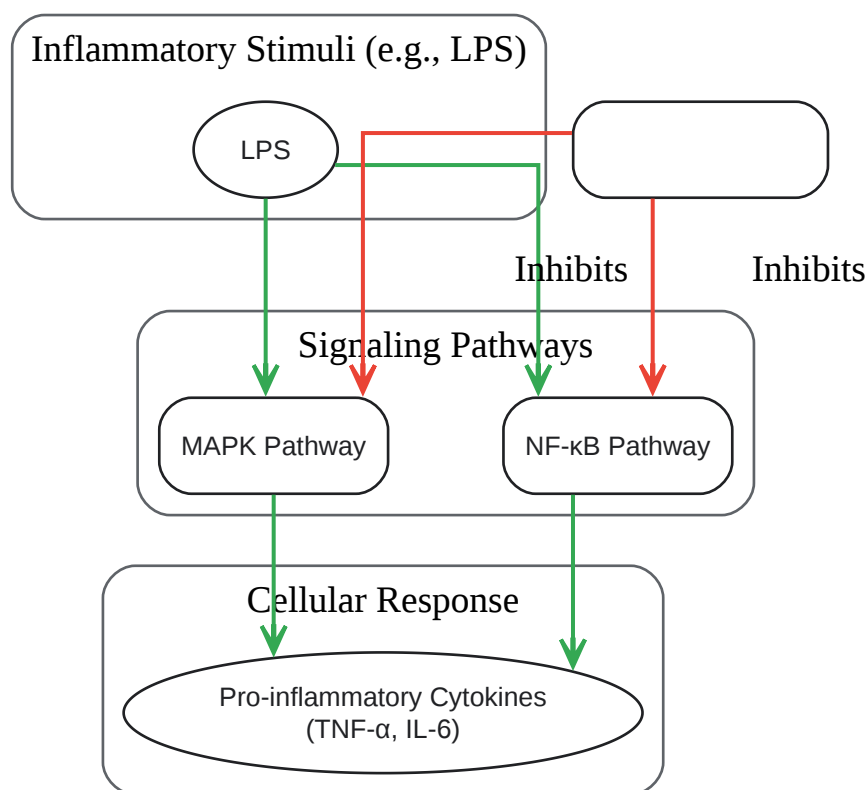 Inflammatory Stimuli (e.g., LPS)
LPS
Inhibits
Inhibits
Signaling Pathways
MAPK Pathway
NF-κB Pathway
Cellular Response
Pro-inflammatory Cytokines
(TNF-α, IL-6)